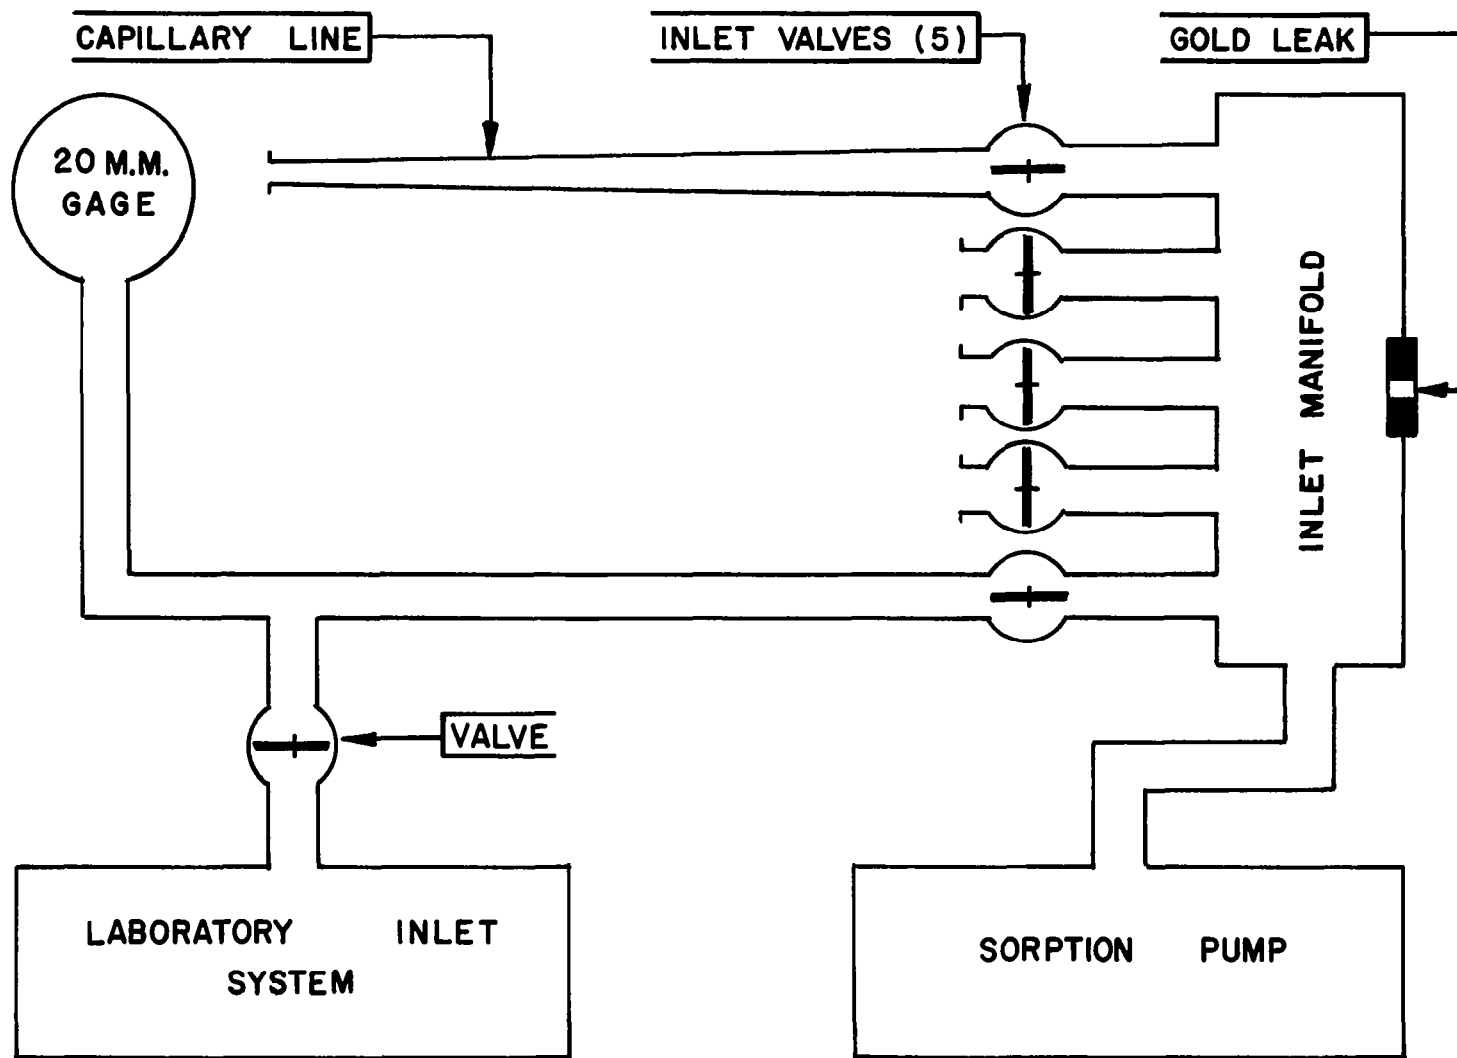 CAPILLARY LINE
INLET VALVES (5)
GOLD LEAK
20 M.M.
GAGE
INLET MANIFOLD
VALVE
LABORATORY INLET
SYSTEM
SORPTION PUMP